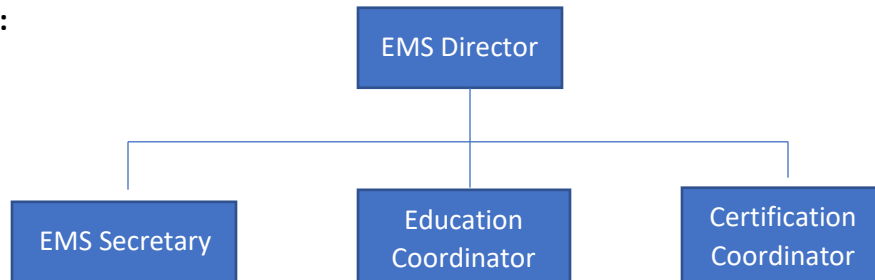 :
EMS Director
EMS Secretary
Education
Coordinator
Certification
Coordinator